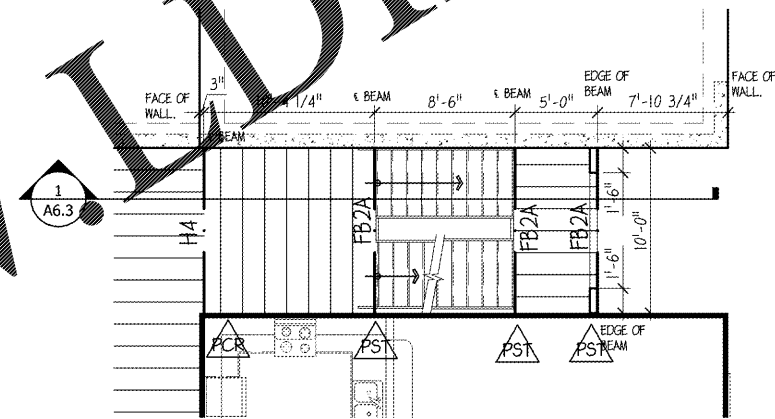 LDI
3"
FACE OF
WALL.
1/4"
℄ BEAM
8'-6"
℄ BEAM
5'-0"
EDGE OF
BEAM
7'-10 3/4"
FACE OF
WALL.
BEAM
1
A6.3
H4
FB2A
FB2A
FB2A
1'-6"
1'-6"
10'-0"
PCR
PST
PST
PST
EDGE OF
BEAM